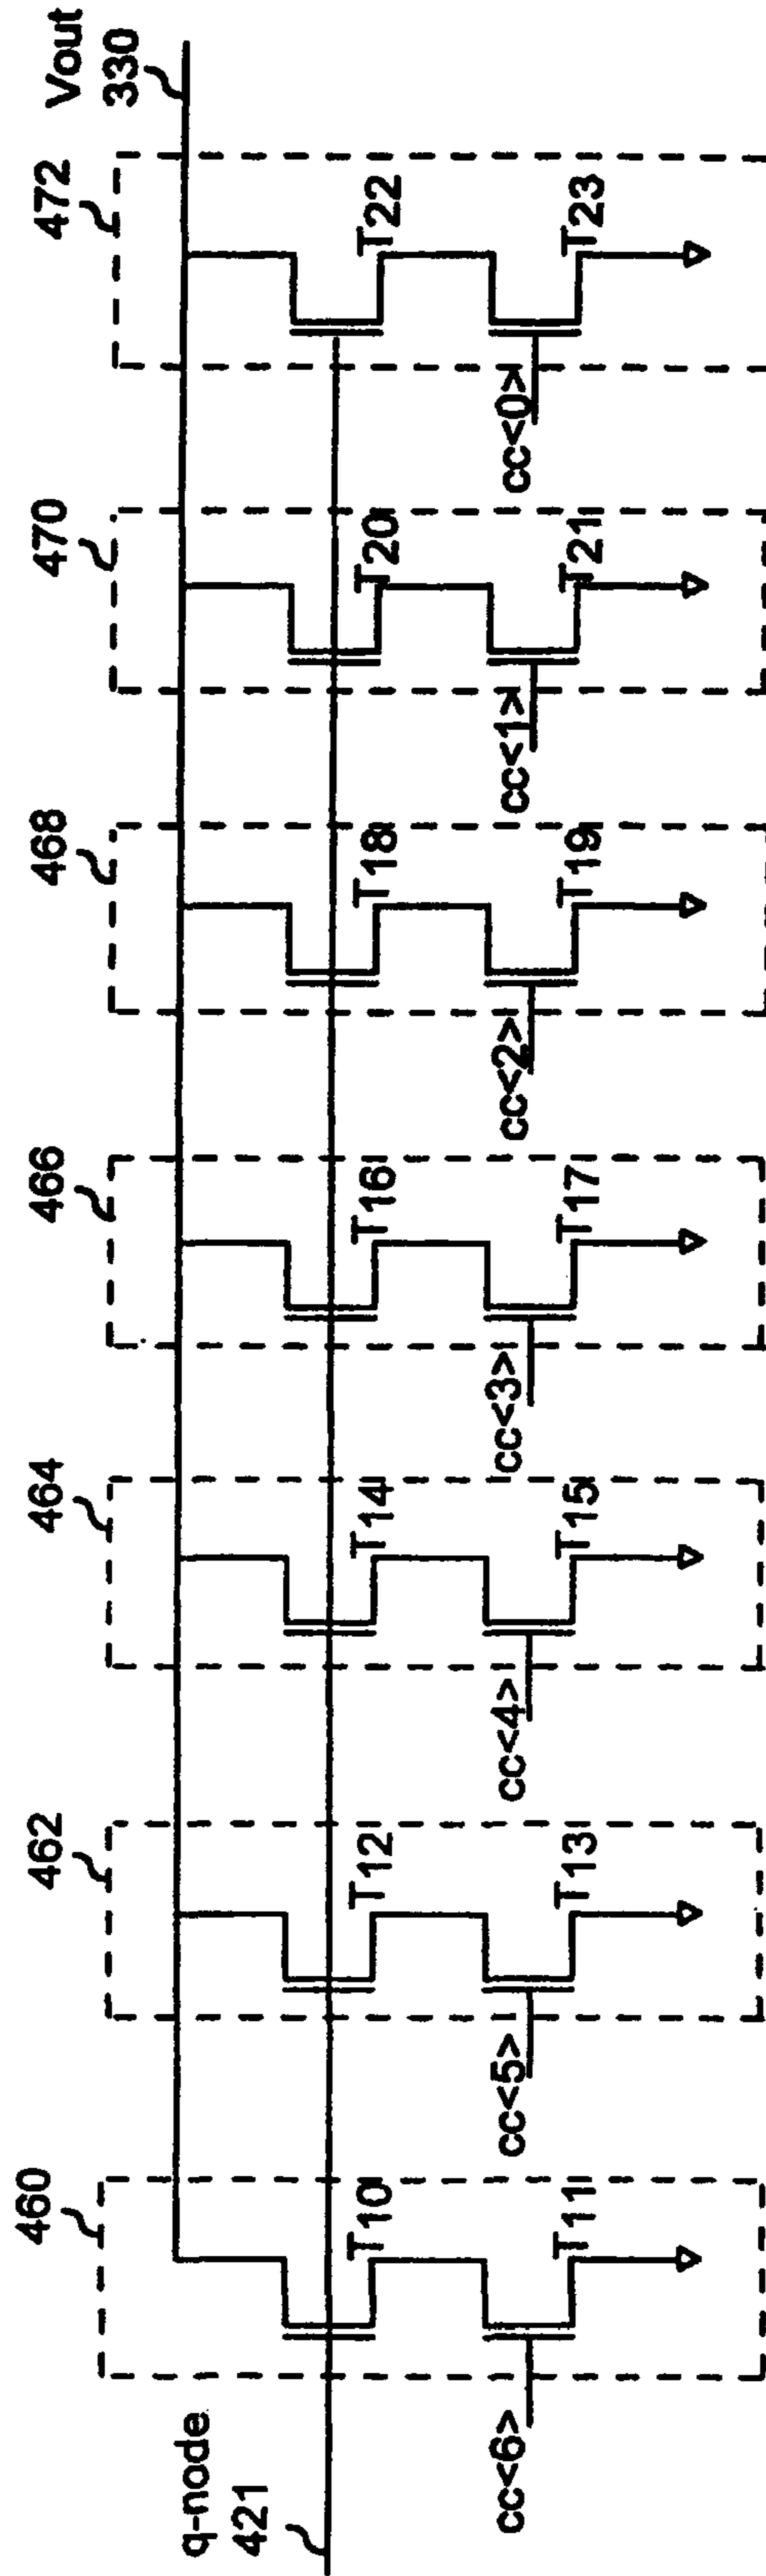 460
462
464
466
468
470
472
Vout
330
q-node
421
T10
T12
T14
T16
T18
T20
T22
cc<6>
T11
cc<5>
T13
cc<4>
T15
cc<3>
T17
cc<2>
T19
cc<1>
T21
cc<0>
T23